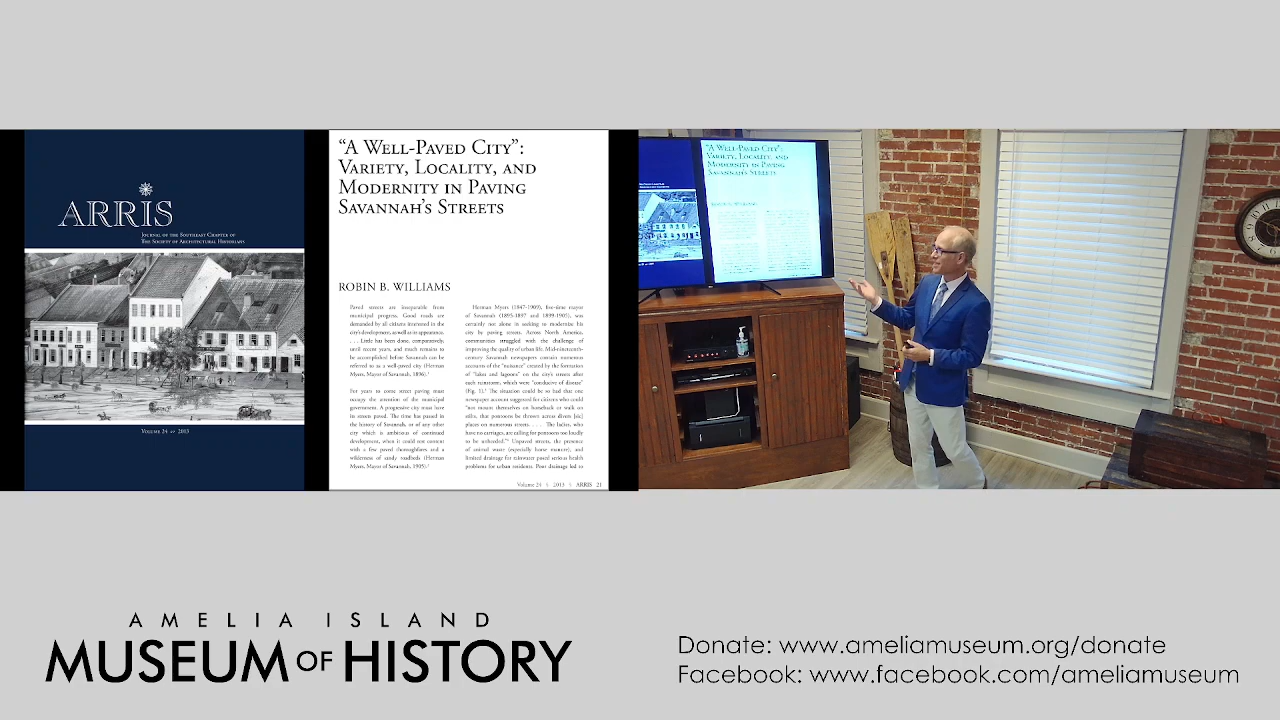 ARRIS
JOURNAL OF THE SOUTHEAST CHAPTER OF
THE SOCIETY OF ARCHITECTURAL HISTORIANS
VOLUME 24 2013
“A WELL-PAVED CITY”:
VARIETY, LOCALITY, AND
MODERNITY IN PAVING
SAVANNAH’S STREETS
ROBIN B. WILLIAMS
Paved streets are inseparable from
municipal progress. Good roads are
demanded by all citizens interested in the
city’s development, as well as its appearance.
. . . Little has been done, comparatively,
until recent years, and much remains to
be accomplished before Savannah can be
referred to as a well-paved city (Herman
Myers, Mayor of Savannah, 1896).¹
For years to come street paving must
occupy the attention of the municipal
government. A progressive city must have
its streets paved. The time has passed in
the history of Savannah, or of any other
city which is ambitious of continued
development, when it could rest content
with a few paved thoroughfares and a
wilderness of sandy roadbeds (Herman
Myers, Mayor of Savannah, 1905).²
Herman Myers (1847-1909), five-time mayor
of Savannah (1895-1897 and 1899-1905), was
certainly not alone in seeking to modernize his
city by paving streets. Across North America,
communities struggled with the challenge of
improving the quality of urban life. Mid-nineteenth-
century Savannah newspapers contain numerous
accounts of the “nuisance” created by the formation
of “lakes and lagoons” on the city’s streets after
each rainstorm, which were “conducive of disease”
(Fig. 1).³ The situation could be so bad that one
newspaper account suggested for citizens who could
“not mount themselves on horseback or walk on
stilts, that pontoons be thrown across divers [sic]
places on numerous streets. . . . The ladies, who
have no carriages, are calling for pontoons too loudly
to be unheeded.”⁴ Unpaved streets, the presence
of animal waste (especially horse manure), and
limited drainage for rainwater posed serious health
problems for urban residents. Poor drainage led to
Volume 24 2013 ARRIS 21
“A WELL-PAVED CITY”:
VARIETY, LOCALITY, AND
MODERNITY IN PAVING
SAVANNAH’S STREETS
AMELIA ISLAND
MUSEUM OF HISTORY
Donate: www.ameliamuseum.org/donate
Facebook: www.facebook.com/ameliamuseum